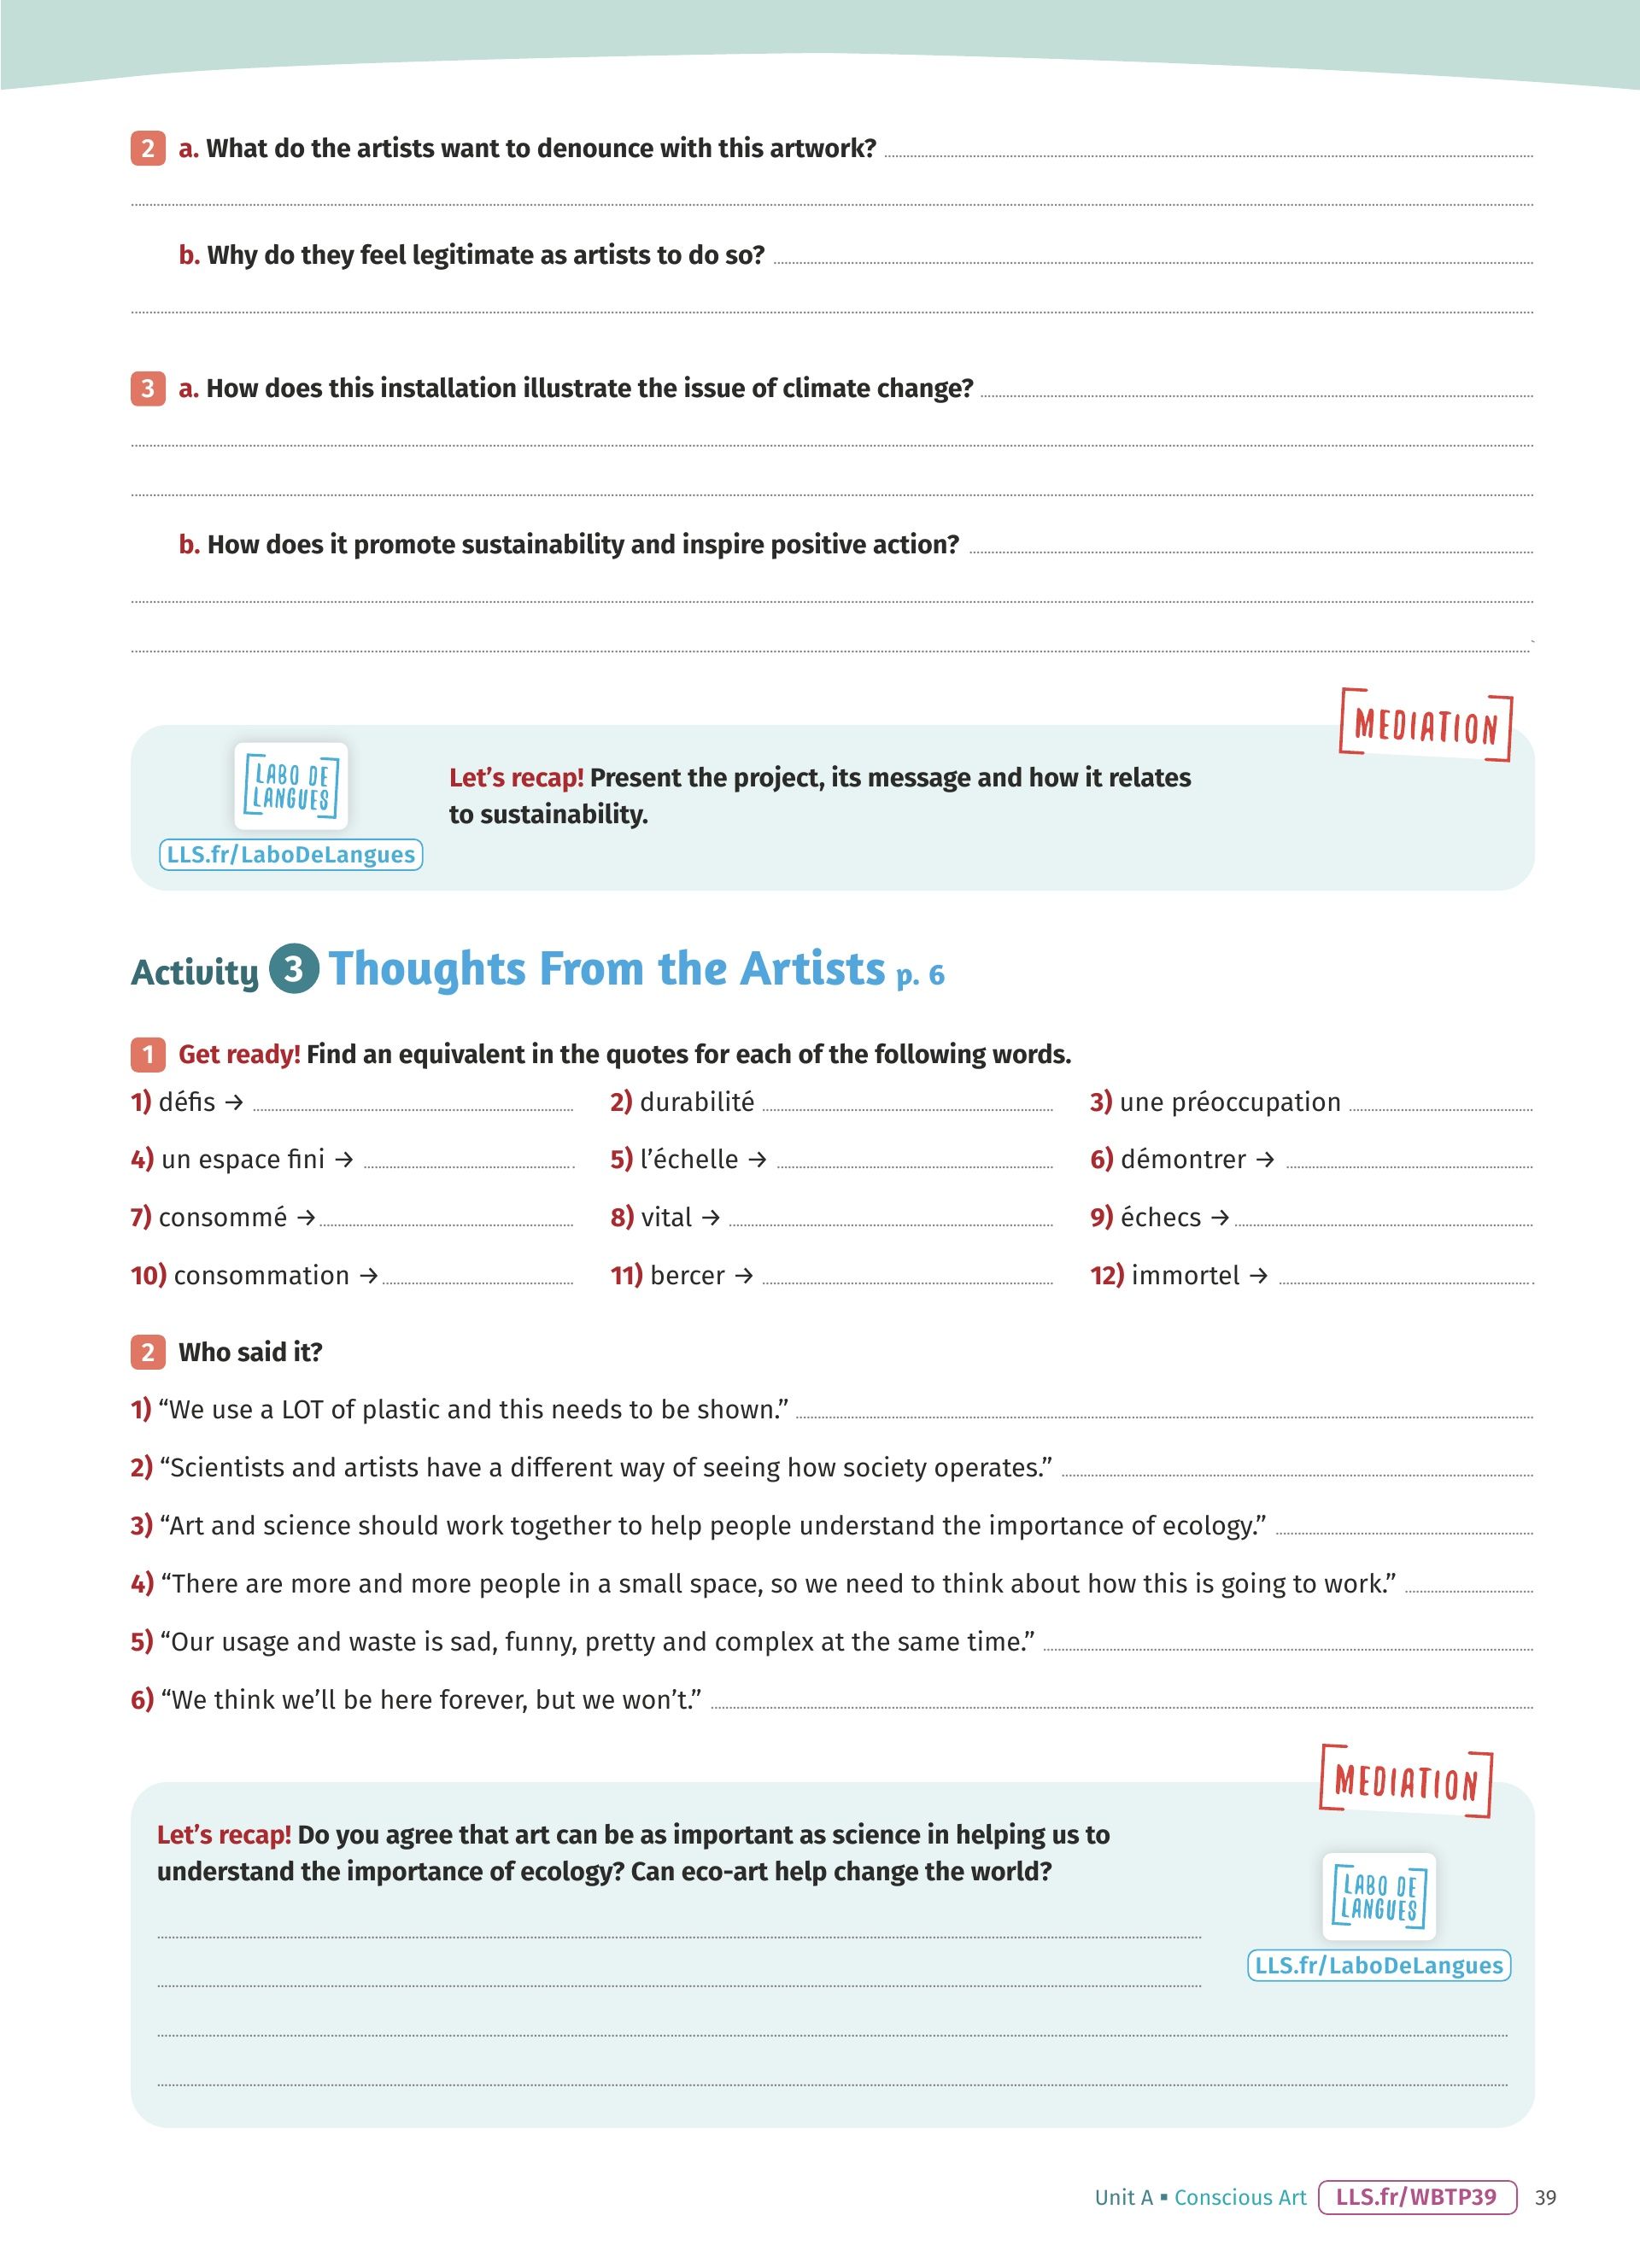 2 a. What do the artists want to denounce with this artwork?
b. Why do they feel legitimate as artists to do so?
3 a. How does this installation illustrate the issue of climate change?
b. How does it promote sustainability and inspire positive action?
MEDIATION
LABO DE
LANGUES
LLS.fr/LaboDeLangues
Let's recap! Present the project, its message and how it relates
to sustainability.
Activity 3 Thoughts From the Artists p. 6
1 Get ready! Find an equivalent in the quotes for each of the following words.
1) défis → 2) durabilité 3) une préoccupation
4) un espace fini → 5) l'échelle → 6) démontrer →
7) consommé → 8) vital → 9) échecs →
10) consommation → 11) bercer → 12) immortel →
2 Who said it?
1) “We use a LOT of plastic and this needs to be shown.”
2) “Scientists and artists have a different way of seeing how society operates.”
3) “Art and science should work together to help people understand the importance of ecology.”
4) “There are more and more people in a small space, so we need to think about how this is going to work.”
5) “Our usage and waste is sad, funny, pretty and complex at the same time.”
6) “We think we'll be here forever, but we won't.”
MEDIATION
Let's recap! Do you agree that art can be as important as science in helping us to
understand the importance of ecology? Can eco-art help change the world?
LABO DE
LANGUES
LLS.fr/LaboDeLangues
Unit A ▪ Conscious Art LLS.fr/WBTP39 39